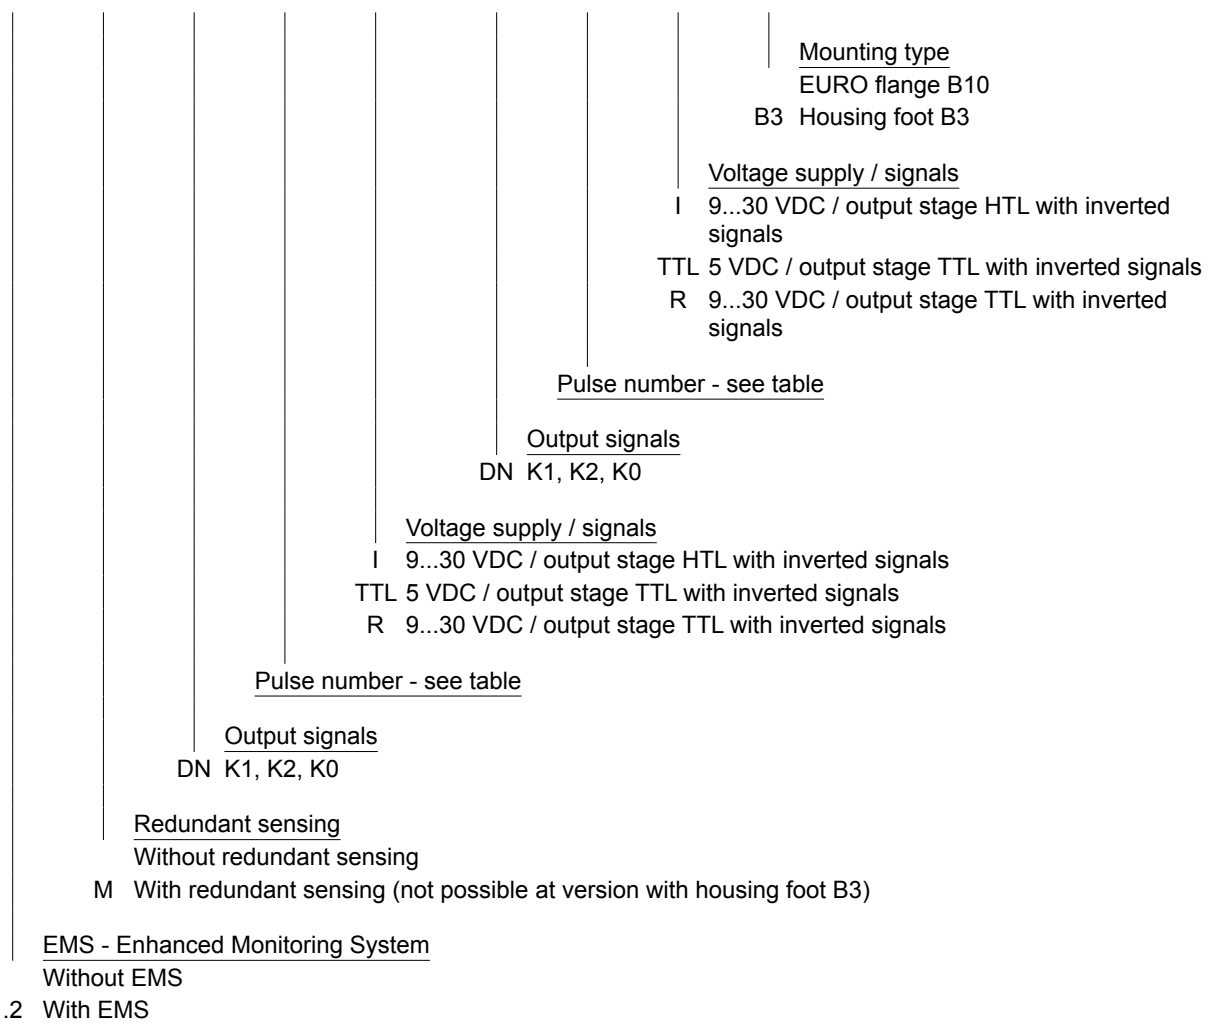 Mounting type
EURO flange B10
B3 Housing foot B3
Voltage supply / signals
I 9...30 VDC / output stage HTL with inverted
signals
TTL 5 VDC / output stage TTL with inverted signals
R 9...30 VDC / output stage TTL with inverted
signals
Pulse number - see table
Output signals
DN K1, K2, K0
Voltage supply / signals
I 9...30 VDC / output stage HTL with inverted signals
TTL 5 VDC / output stage TTL with inverted signals
R 9...30 VDC / output stage TTL with inverted signals
Pulse number - see table
Output signals
DN K1, K2, K0
Redundant sensing
Without redundant sensing
M With redundant sensing (not possible at version with housing foot B3)
EMS - Enhanced Monitoring System
Without EMS
.2 With EMS